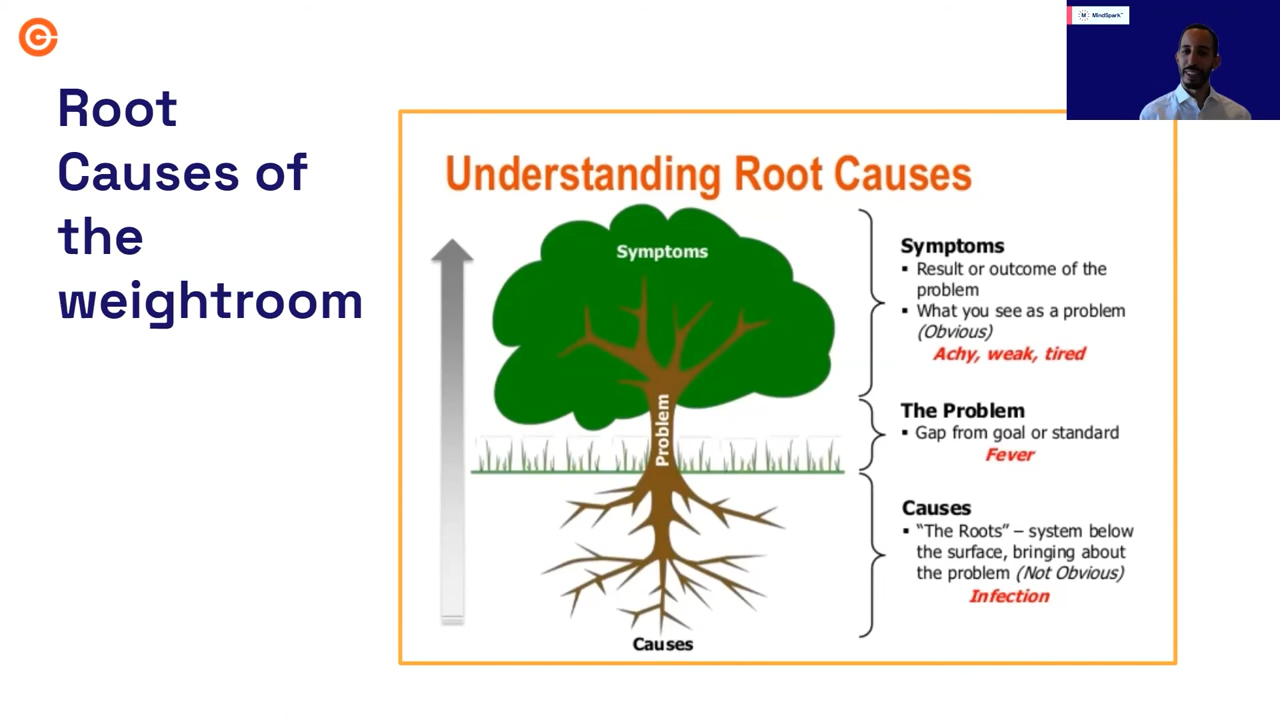 Root
Causes of
the
weightroom
MindSpark™
Understanding Root Causes
Symptoms
Problem
Causes
Symptoms
▪ Result or outcome of the
problem
▪ What you see as a problem
(Obvious)
Achy, weak, tired
The Problem
▪ Gap from goal or standard
Fever
Causes
▪ “The Roots” – system below
the surface, bringing about
the problem (Not Obvious)
Infection